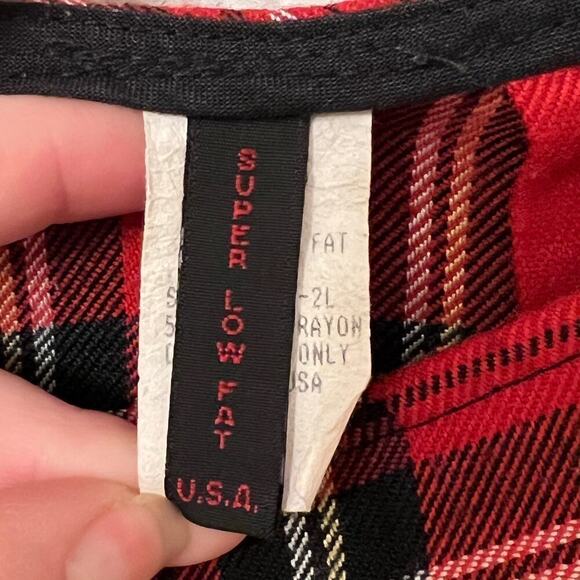 SUPER LOW FAT
U.S.A.
FAT
-2L
RAYON
ONLY
USA